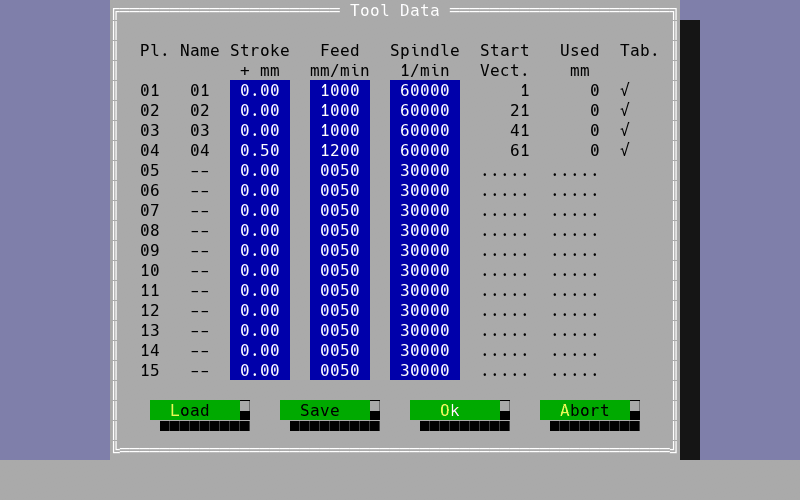 Tool Data
Pl. Name Stroke Feed Spindle Start Used Tab.
+ mm mm/min 1/min Vect. mm
01 01 0.00 1000 60000 1 0 √
02 02 0.00 1000 60000 21 0 √
03 03 0.00 1000 60000 41 0 √
04 04 0.50 1200 60000 61 0 √
05 -- 0.00 0050 30000 ..... .....
06 -- 0.00 0050 30000 ..... .....
07 -- 0.00 0050 30000 ..... .....
08 -- 0.00 0050 30000 ..... .....
09 -- 0.00 0050 30000 ..... .....
10 -- 0.00 0050 30000 ..... .....
11 -- 0.00 0050 30000 ..... .....
12 -- 0.00 0050 30000 ..... .....
13 -- 0.00 0050 30000 ..... .....
14 -- 0.00 0050 30000 ..... .....
15 -- 0.00 0050 30000 ..... .....
Load Save Ok Abort